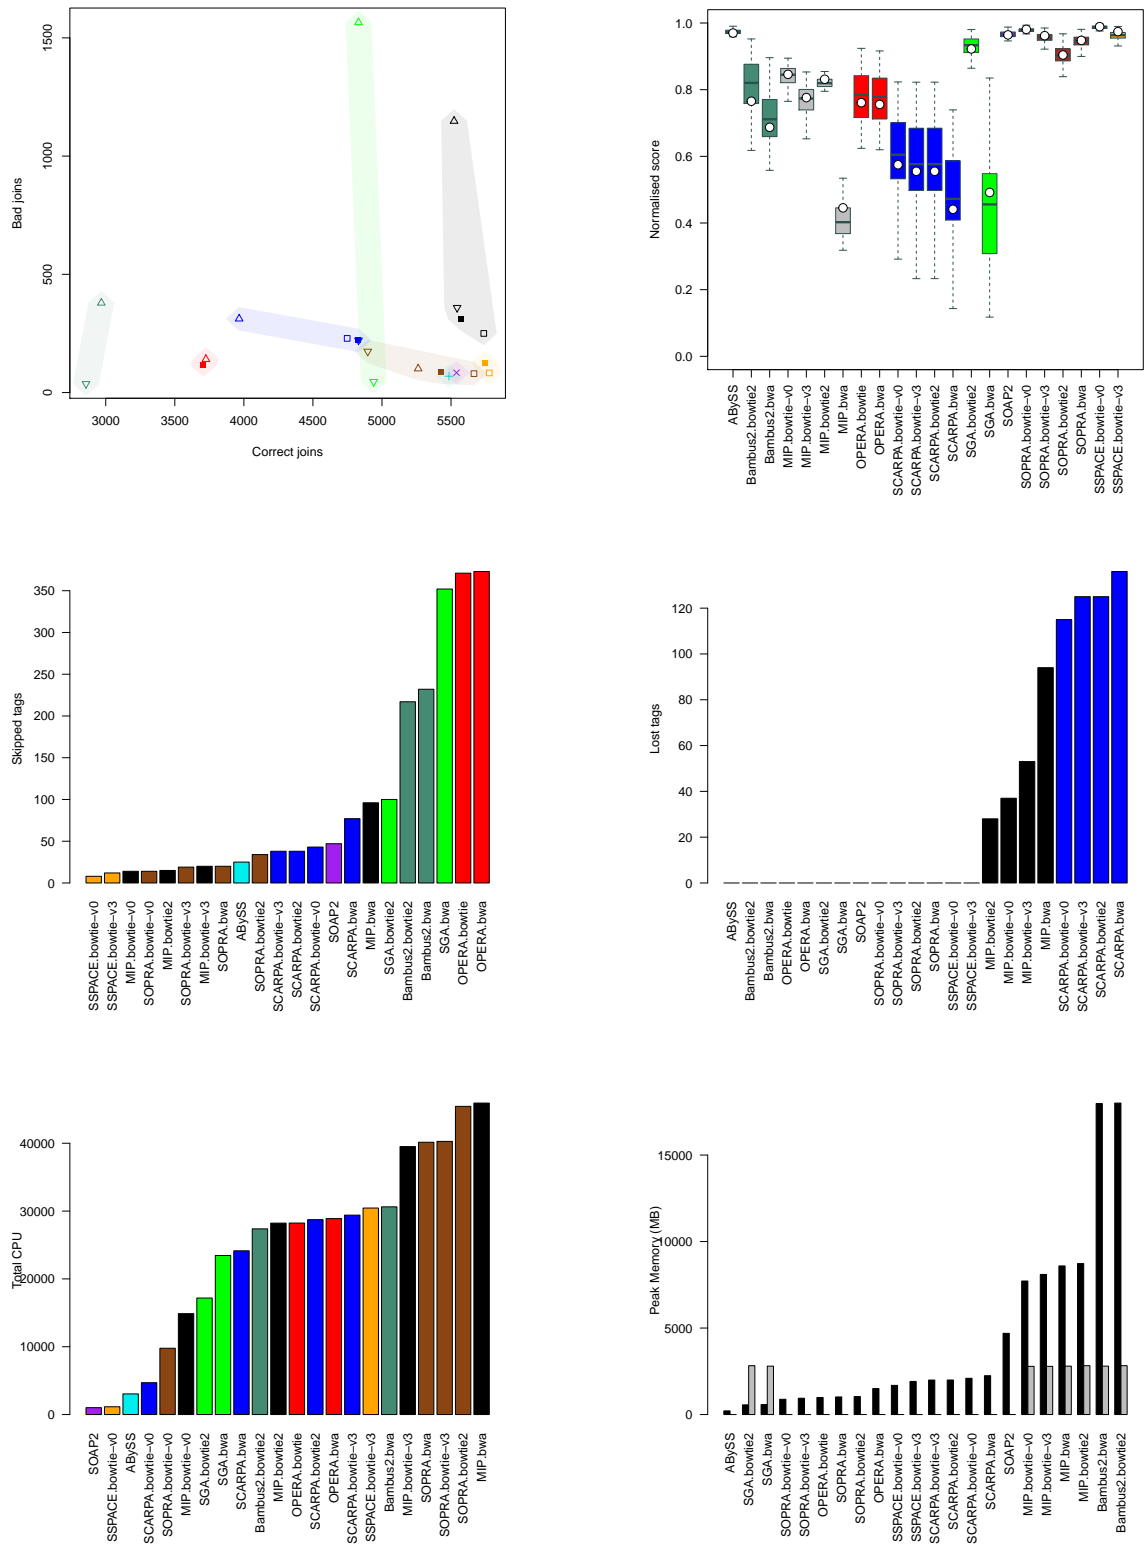 Bad joins
1500
1000
500
0
3000
3500
4000
4500
5000
5500
Correct joins
Normalised score
1.0
0.8
0.6
0.4
0.2
0.0
ABySS
Bambus2.bowtie2
Bambus2.bwa
MIP.bowtie−v0
MIP.bowtie−v3
MIP.bowtie2
MIP.bwa
OPERA.bowtie
OPERA.bwa
SCARPA.bowtie−v0
SCARPA.bowtie−v3
SCARPA.bowtie2
SCARPA.bwa
SGA.bowtie2
SGA.bwa
SOAP2
SOPRA.bowtie−v0
SOPRA.bowtie−v3
SOPRA.bowtie2
SOPRA.bwa
SSPACE.bowtie−v0
SSPACE.bowtie−v3
Skipped tags
350
300
250
200
150
100
50
0
SSPACE.bowtie−v0
SSPACE.bowtie−v3
MIP.bowtie−v0
SOPRA.bowtie−v0
MIP.bowtie2
SOPRA.bowtie−v3
MIP.bowtie−v3
SOPRA.bwa
ABySS
SOPRA.bowtie2
SCARPA.bowtie−v3
SCARPA.bowtie2
SCARPA.bowtie−v0
SOAP2
SCARPA.bwa
MIP.bwa
SGA.bowtie2
Bambus2.bowtie2
Bambus2.bwa
SGA.bwa
OPERA.bowtie
OPERA.bwa
Lost tags
120
100
80
60
40
20
0
ABySS
Bambus2.bowtie2
Bambus2.bwa
OPERA.bowtie
OPERA.bwa
SGA.bowtie2
SGA.bwa
SOAP2
SOPRA.bowtie−v0
SOPRA.bowtie−v3
SOPRA.bowtie2
SOPRA.bwa
SSPACE.bowtie−v0
SSPACE.bowtie−v3
MIP.bowtie2
MIP.bowtie−v0
MIP.bowtie−v3
MIP.bwa
SCARPA.bowtie−v0
SCARPA.bowtie−v3
SCARPA.bowtie2
SCARPA.bwa
Total CPU
40000
30000
20000
10000
0
SOAP2
SSPACE.bowtie−v0
ABySS
SCARPA.bowtie−v0
SOPRA.bowtie−v0
MIP.bowtie−v0
SGA.bowtie2
SGA.bwa
SCARPA.bwa
Bambus2.bowtie2
MIP.bowtie2
OPERA.bowtie
SCARPA.bowtie2
OPERA.bwa
SCARPA.bowtie−v3
SSPACE.bowtie−v3
Bambus2.bwa
MIP.bowtie−v3
SOPRA.bwa
SOPRA.bowtie−v3
SOPRA.bowtie2
MIP.bwa
Peak Memory (MB)
15000
10000
5000
0
ABySS
SGA.bowtie2
SGA.bwa
SOPRA.bowtie−v0
SOPRA.bowtie−v3
OPERA.bowtie
SOPRA.bwa
SOPRA.bowtie2
OPERA.bwa
SSPACE.bowtie−v0
SSPACE.bowtie−v3
SCARPA.bowtie−v3
SCARPA.bowtie2
SCARPA.bowtie−v0
SCARPA.bwa
SOAP2
MIP.bowtie−v0
MIP.bowtie−v3
MIP.bwa
MIP.bowtie2
Bambus2.bwa
Bambus2.bowtie2